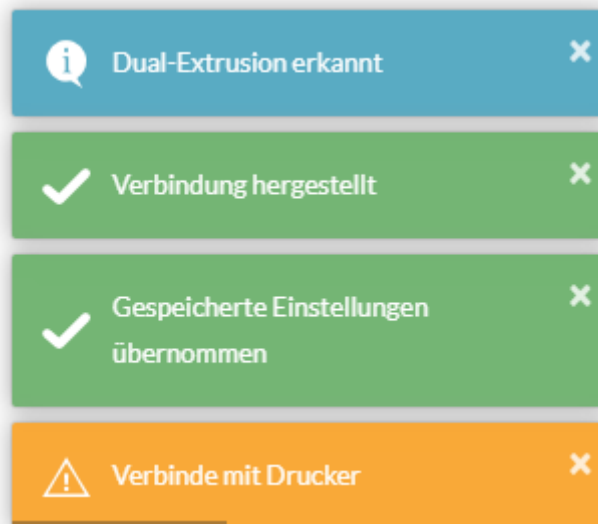 Dual-Extrusion erkannt
Verbindung hergestellt
Gespeicherte Einstellungen
übernommen
Verbinde mit Drucker